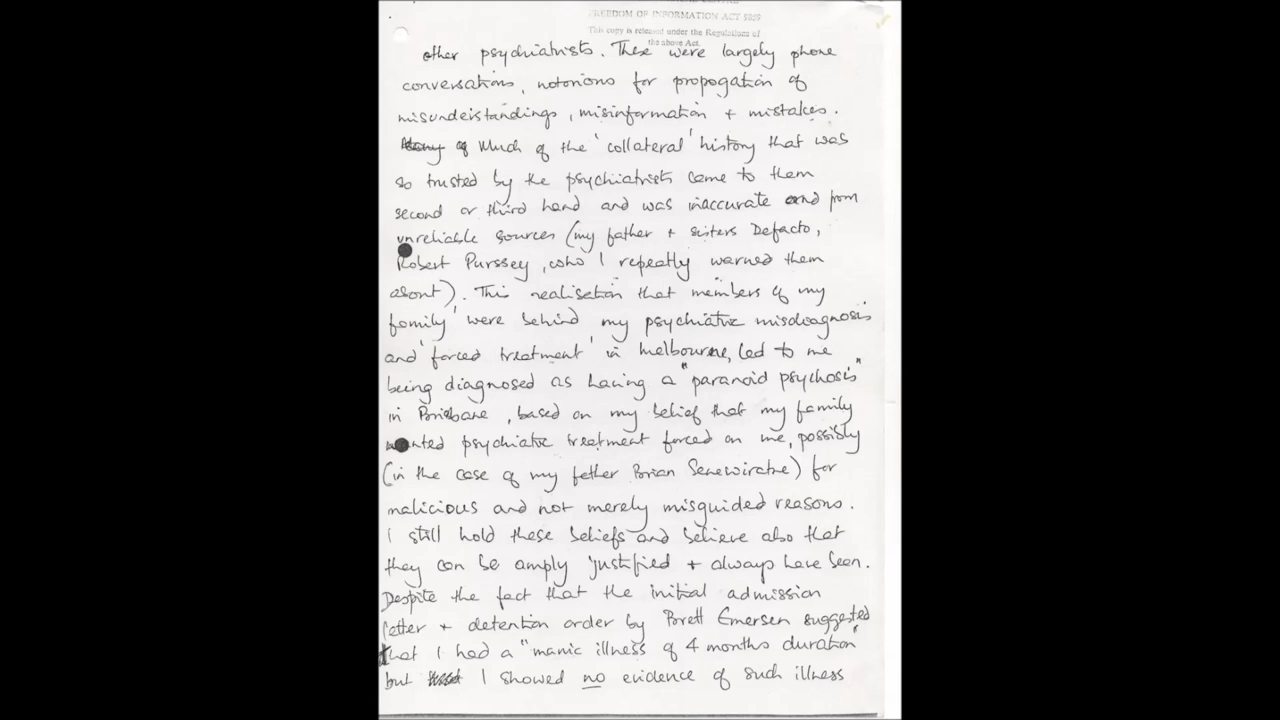 FREEDOM OF INFORMATION ACT
This copy is released under the Regulations of
the above Act.
other psychiatrists. These were largely phone
conversations, notorious for propogation of
misunderstandings, misinformation + mistakes.
Much of the 'collateral' history that was
so trusted by the psychiatrists came to them
second or third hand and was inaccurate and from
unreliable sources (my father + sisters Defacto,
Robert Purssey, who I repeatly warned them
about). This realisation that members of my
family were behind my psychiatric misdiagnosis
and 'forced treatment' in Melbourne, led to me
being diagnosed as having a "paranoid psychosis"
in Brisbane, based on my belief that my family
wanted psychiatric treatment forced on me, possibly
(in the case of my father Brian Senewiratne) for
malicious and not merely misguided reasons.
I still hold these beliefs and believe also that
they can be amply justified + always have been.
Despite the fact that the initial admission
letter + detention order by Brett Emersen suggested
that I had a "manic illness of 4 months duration"
but I showed no evidence of such illness